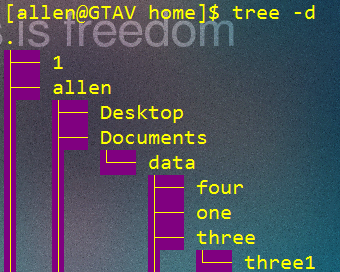 [allen@GTAV home]$ tree -d
is freedom
.
├── 1
├── allen
│   ├── Desktop
│   ├── Documents
│   │   └── data
│   │       ├── four
│   │       ├── one
│   │       ├── three
│   │       │   └── three1